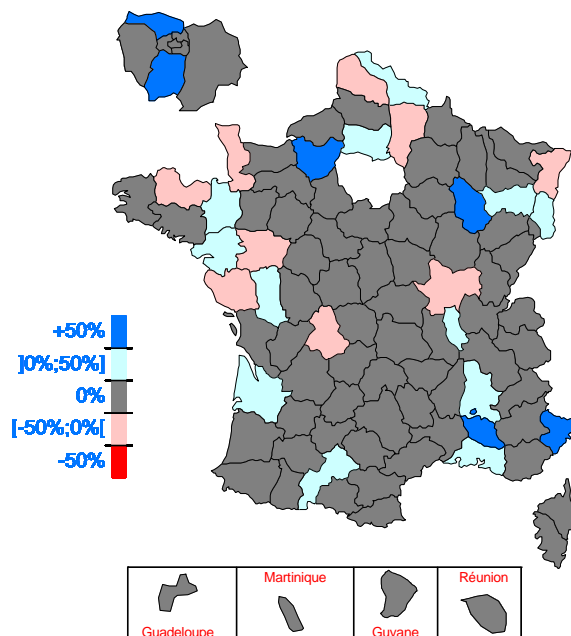 +50%
]0%;50%]
0%
[-50%;0%[
-50%
Martinique
Réunion
Guadeloupe
Guyane